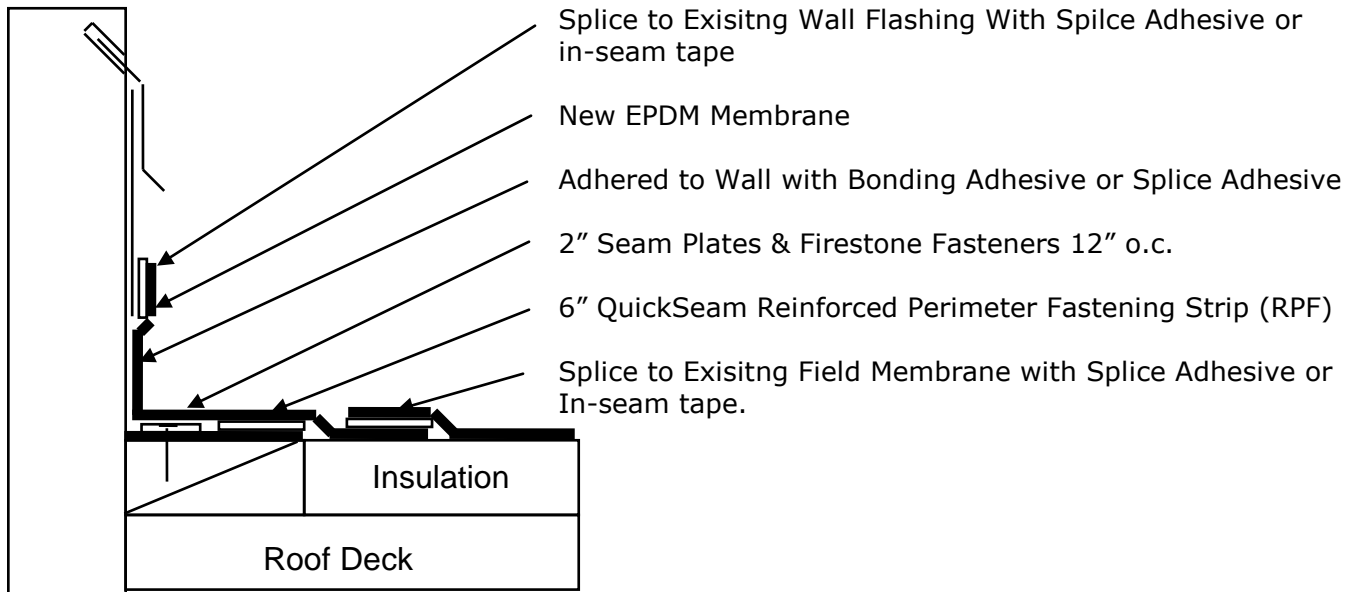 Splice to Exisitng Wall Flashing With Spilce Adhesive or
in-seam tape
New EPDM Membrane
Adhered to Wall with Bonding Adhesive or Splice Adhesive
2” Seam Plates & Firestone Fasteners 12” o.c.
6” QuickSeam Reinforced Perimeter Fastening Strip (RPF)
Splice to Exisitng Field Membrane with Splice Adhesive or
In-seam tape.
Insulation
Roof Deck